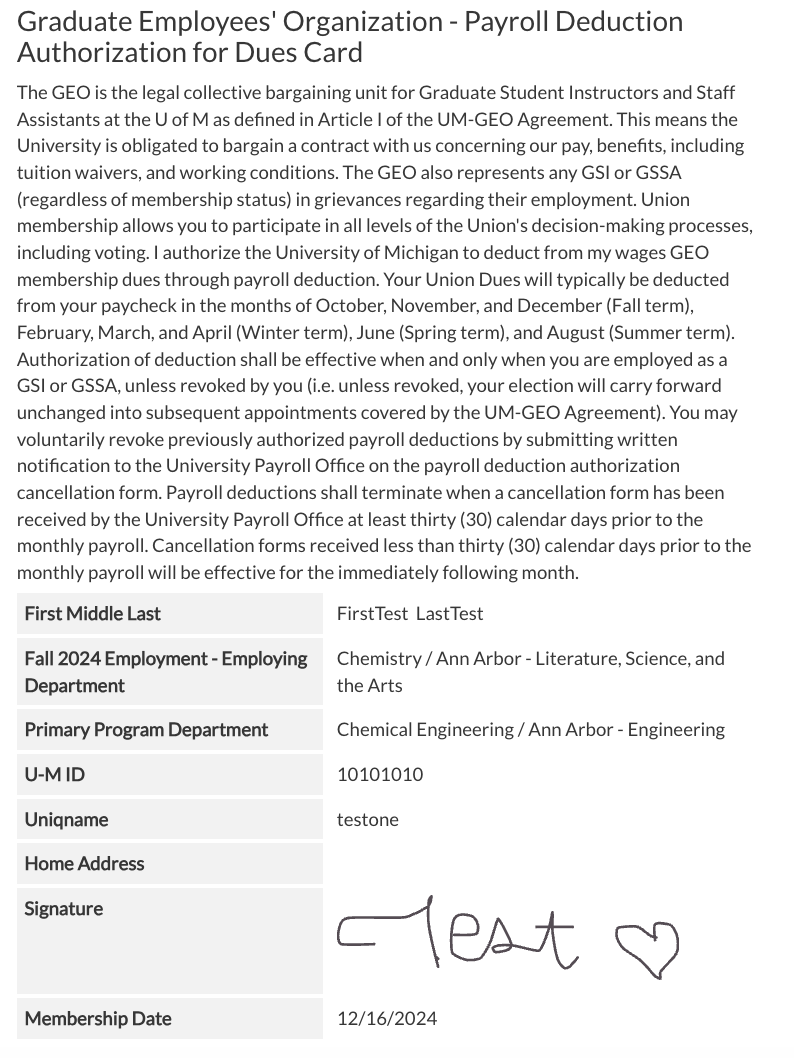 Graduate Employees' Organization - Payroll Deduction
Authorization for Dues Card
The GEO is the legal collective bargaining unit for Graduate Student Instructors and Staff
Assistants at the U of M as defined in Article I of the UM-GEO Agreement. This means the
University is obligated to bargain a contract with us concerning our pay, benefits, including
tuition waivers, and working conditions. The GEO also represents any GSI or GSSA
(regardless of membership status) in grievances regarding their employment. Union
membership allows you to participate in all levels of the Union's decision-making processes,
including voting. I authorize the University of Michigan to deduct from my wages GEO
membership dues through payroll deduction. Your Union Dues will typically be deducted
from your paycheck in the months of October, November, and December (Fall term),
February, March, and April (Winter term), June (Spring term), and August (Summer term).
Authorization of deduction shall be effective when and only when you are employed as a
GSI or GSSA, unless revoked by you (i.e. unless revoked, your election will carry forward
unchanged into subsequent appointments covered by the UM-GEO Agreement). You may
voluntarily revoke previously authorized payroll deductions by submitting written
notification to the University Payroll Office on the payroll deduction authorization
cancellation form. Payroll deductions shall terminate when a cancellation form has been
received by the University Payroll Office at least thirty (30) calendar days prior to the
monthly payroll. Cancellation forms received less than thirty (30) calendar days prior to the
monthly payroll will be effective for the immediately following month.
First Middle Last FirstTest LastTest
Fall 2024 Employment - Employing Chemistry / Ann Arbor - Literature, Science, and
Department the Arts
Primary Program Department Chemical Engineering / Ann Arbor - Engineering
U-M ID 10101010
Uniqname testone
Home Address
Signature Test
Membership Date 12/16/2024